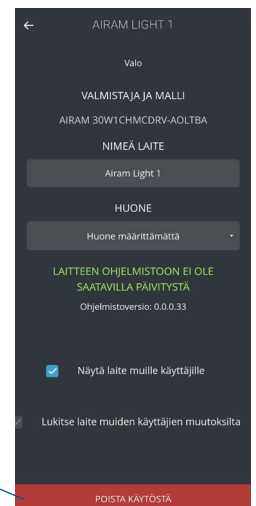 AIRAM LIGHT 1
Valo
VALMISTAJA JA MALLI
AIRAM 30W1CHMCDRV-AOLTBA
NIMEÄ LAITE
Airam Light 1
HUONE
Huone määrittämättä
LAITTEEN OHJELMISTOON EI OLE
SAATAVILLA PÄIVITYSTÄ
Ohjelmistoversio: 0.0.0.33
Näytä laite muille käyttäjille
Lukitse laite muiden käyttäjien muutoksilta
POISTA KÄYTÖSTÄ